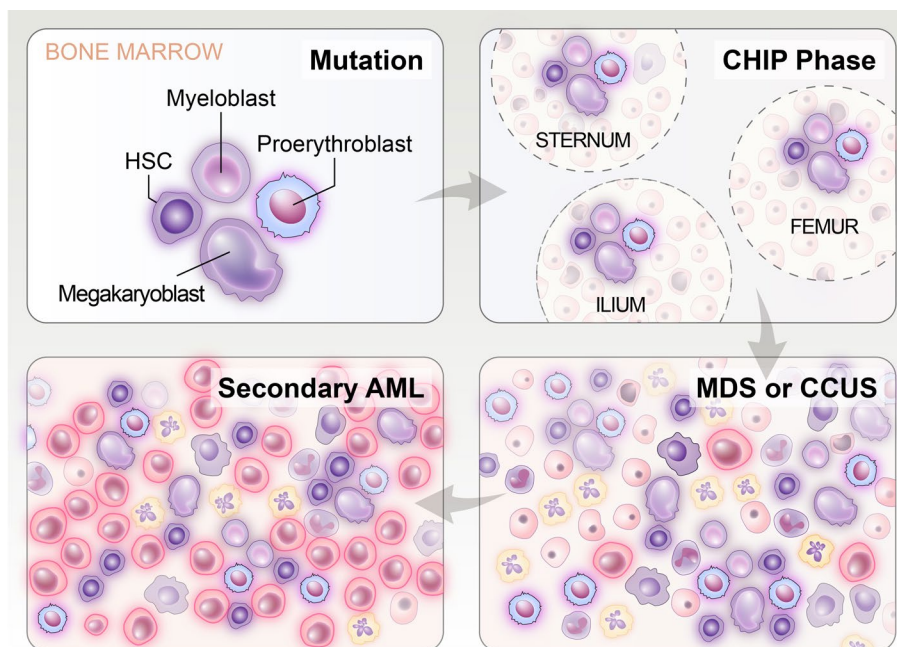 BONE MARROW
Mutation
Myeloblast
HSC
Proerythroblast
Megakaryoblast
CHIP Phase
STERNUM
FEMUR
ILIUM
Secondary AML
MDS or CCUS